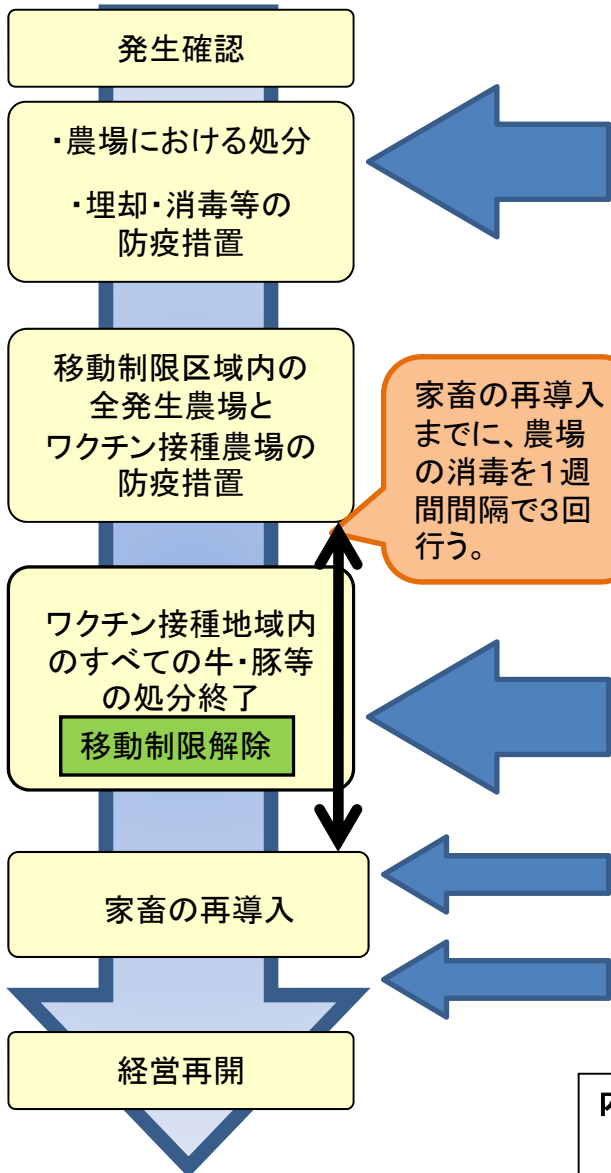 発生確認
・農場における処分
・埋却・消毒等の
防疫措置
移動制限区域内の
全発生農場と
ワクチン接種農場の
防疫措置
家畜の再導入
までに、農場
の消毒を1週
間間隔で3回
行う。
ワクチン接種地域内
のすべての牛・豚等
の処分終了
移動制限解除
家畜の再導入
経営再開